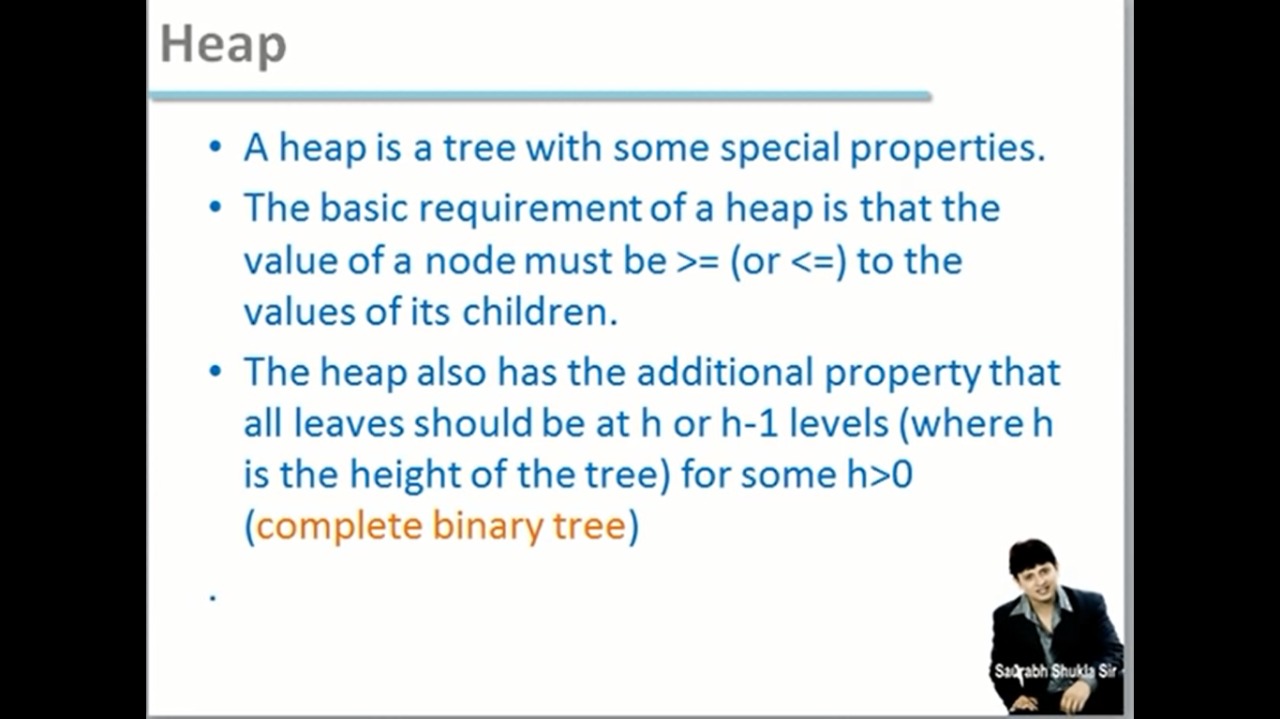 Heap
• A heap is a tree with some special properties.
• The basic requirement of a heap is that the
value of a node must be >= (or <=) to the
values of its children.
• The heap also has the additional property that
all leaves should be at h or h-1 levels (where h
is the height of the tree) for some h>0
(complete binary tree)
.
Saurabh Shukla Sir